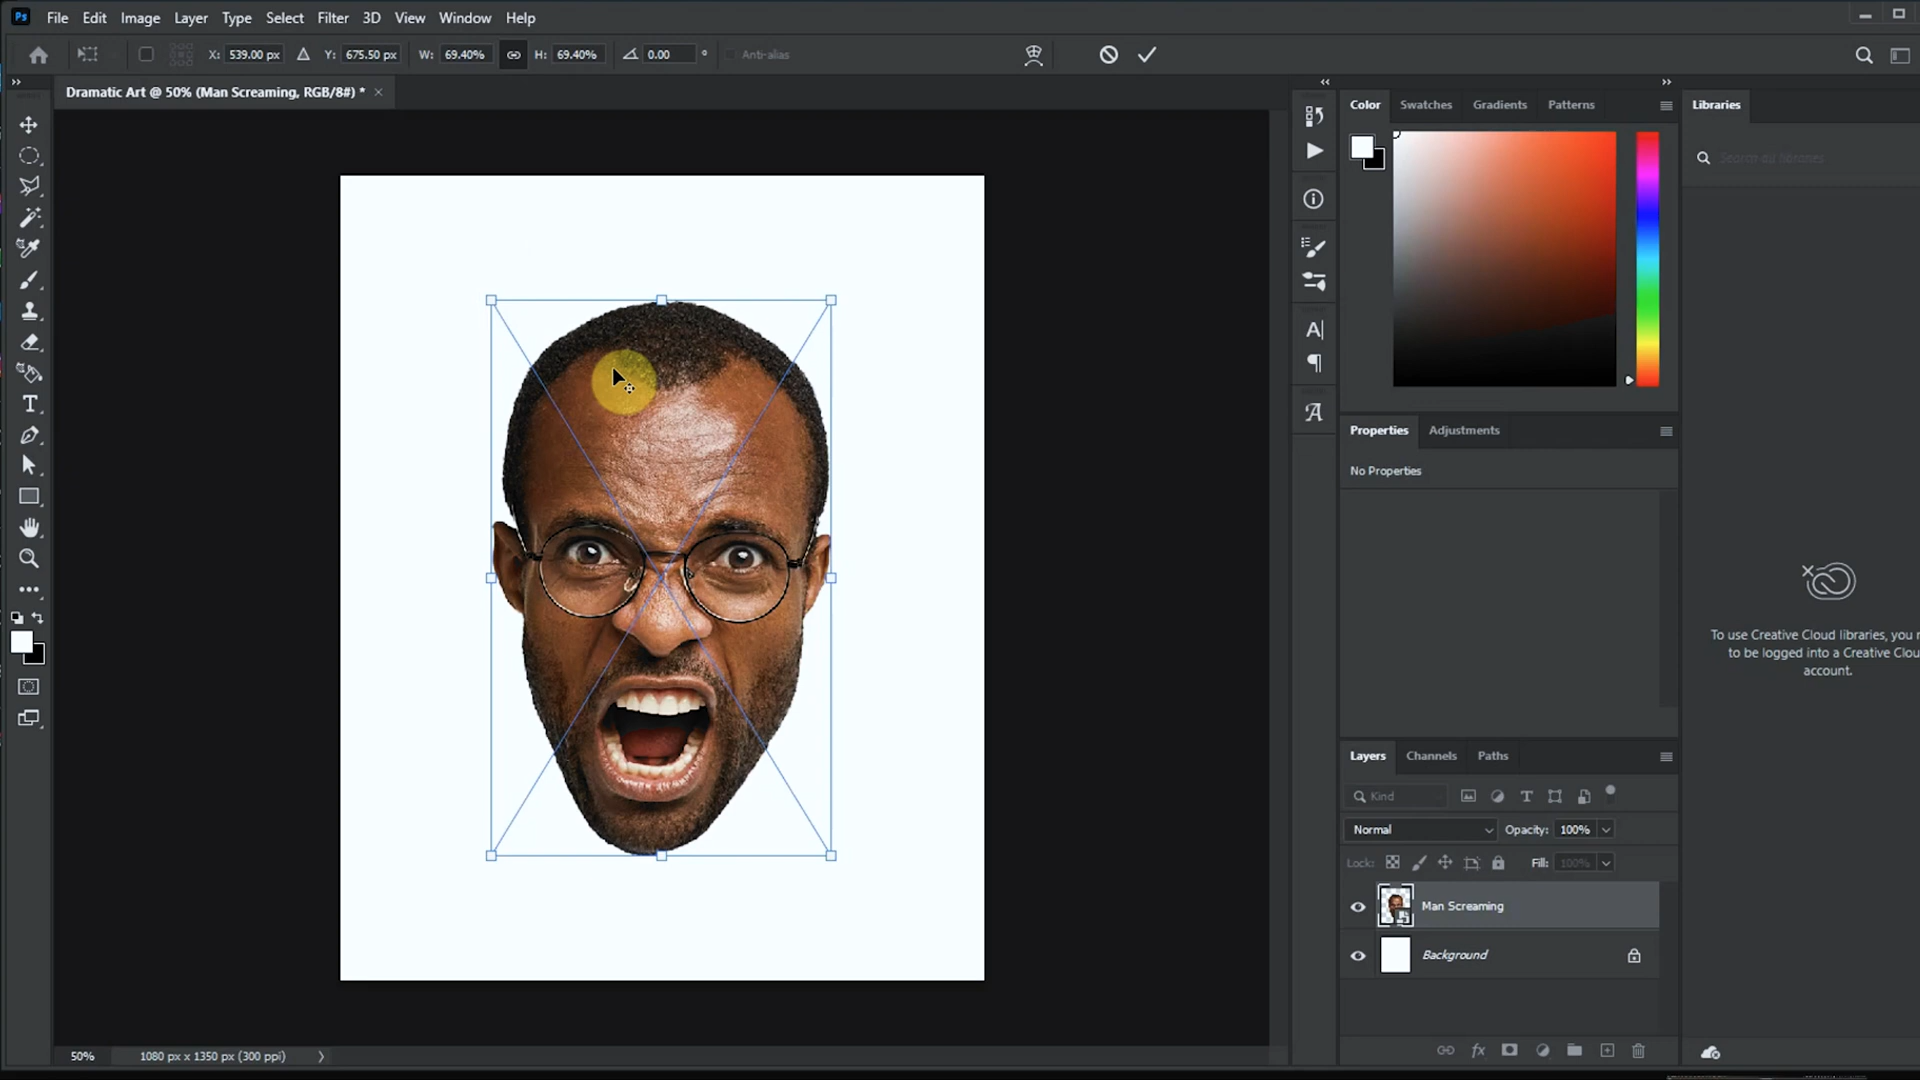 Ps File Edit Image Layer Type Select Filter 3D View Window Help
X: 539.00 px Y: 675.50 px W: 69.40% H: 69.40% 0.00 ° Anti-alias
Dramatic Art @ 50% (Man Screaming, RGB/8#) * ×
Color Swatches Gradients Patterns
Libraries
Search all libraries
Properties Adjustments
No Properties
To use Creative Cloud libraries, you
to be logged into a Creative
account.
Layers Channels Paths
Kind
Normal Opacity: 100%
Lock: Fill: 100%
Man Screaming
Background
50% 1080 px x 1350 px (300 ppi)